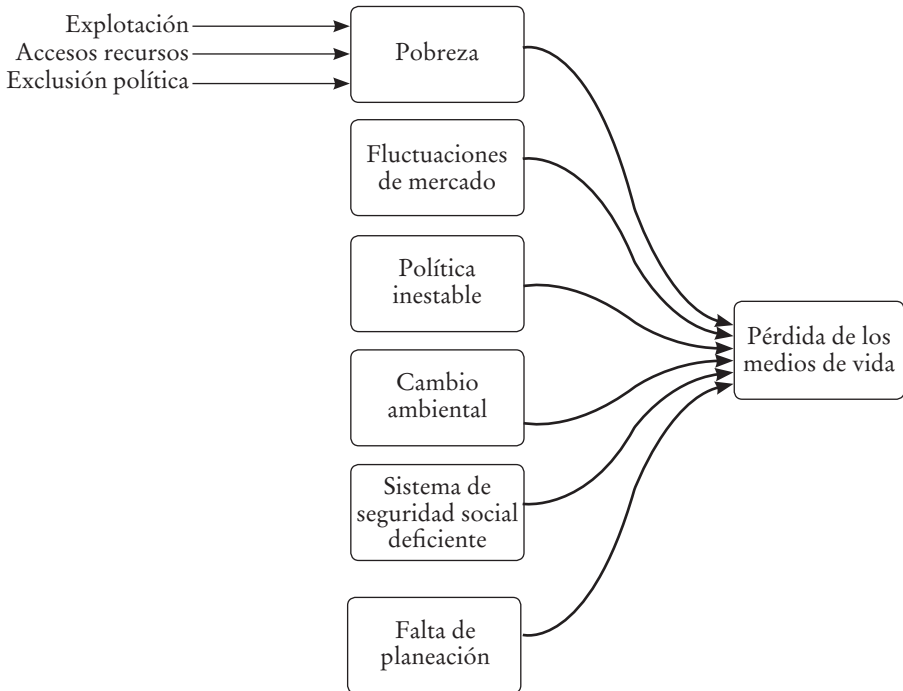 Explotación
Accesos recursos
Exclusión política
Pobreza
Fluctuaciones
de mercado
Política
inestable
Cambio
ambiental
Sistema de
seguridad social
deficiente
Falta de
planeación
Pérdida de los
medios de vida